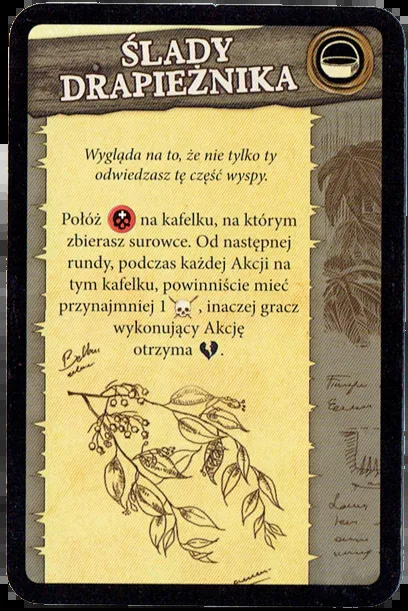 ŚLADY
DRAPIEŻNIKA
Wygląda na to, że nie tylko ty
odwiedzasz tę część wyspy.
Połóż na kafelku, na którym
zbierasz surowce. Od następnej
rundy, podczas każdej Akcji na
tym kafelku, powinniście mieć
przynajmniej 1 , inaczej gracz
wykonujący Akcję
otrzyma .